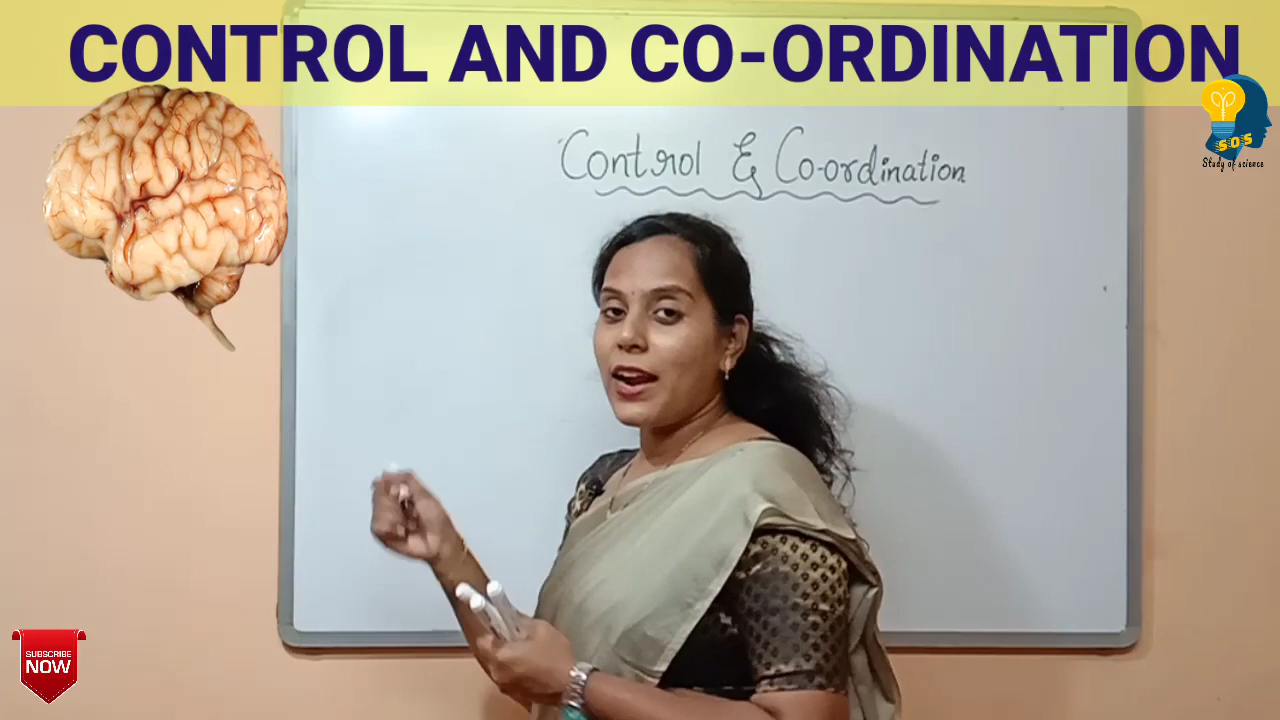 CONTROL AND CO-ORDINATION
Control & Co-ordination
SOS
Study of science
SUBSCRIBE
NOW